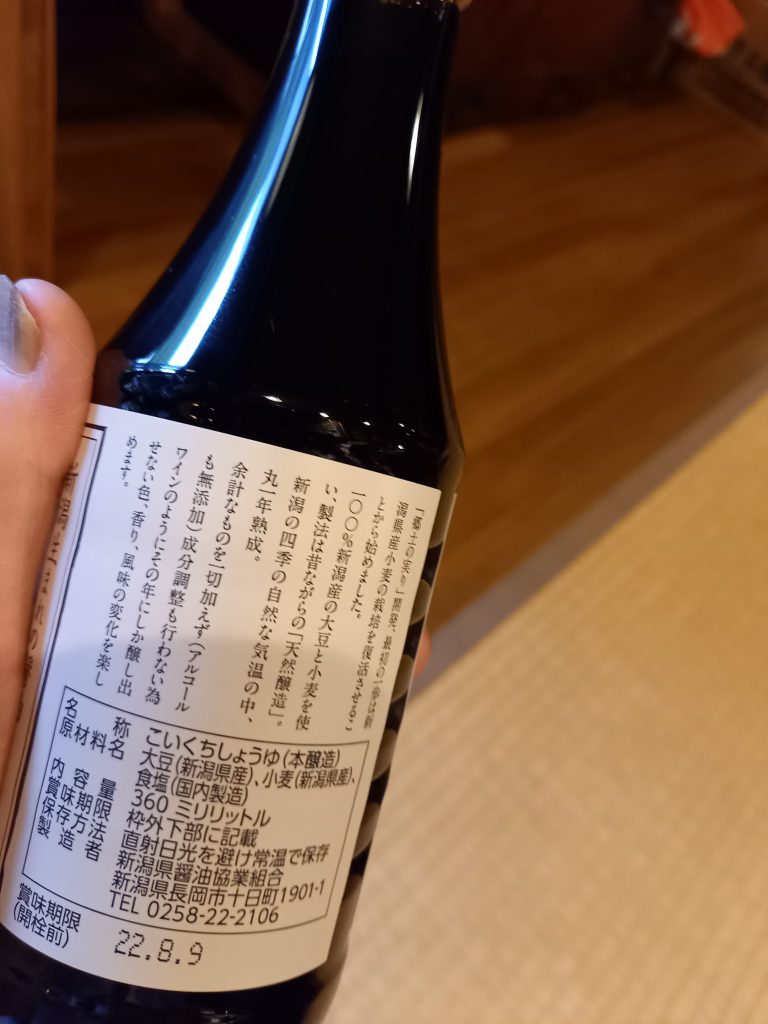 「郷土の実り」開発、最初の一歩は新
潟県産小麦の栽培を復活させるこ
とから始めました。
一〇〇%新潟産の大豆と小麦を使
い、製法は昔ながらの「天然醸造」。
新潟の四季の自然な気温の中、
丸一年熟成。
余計なものを一切加えず(アルコール
も無添加)成分調整も行わない為
ワインのようにその年にしか醸し出
せない色、香り、風味の変化を楽し
めます。
名称 こいくちしょうゆ(本醸造)
原材料名 大豆(新潟県産)、小麦(新潟県産)、
食塩(国内製造)
内容量 360 ミリリットル
賞味期限 枠外下部に記載
保存方法 直射日光を避け常温で保存
製造者 新潟県醤油協業組合
新潟県長岡市十日町1901-1
TEL 0258-22-2106
賞味期限
(開栓前)
22.8.9